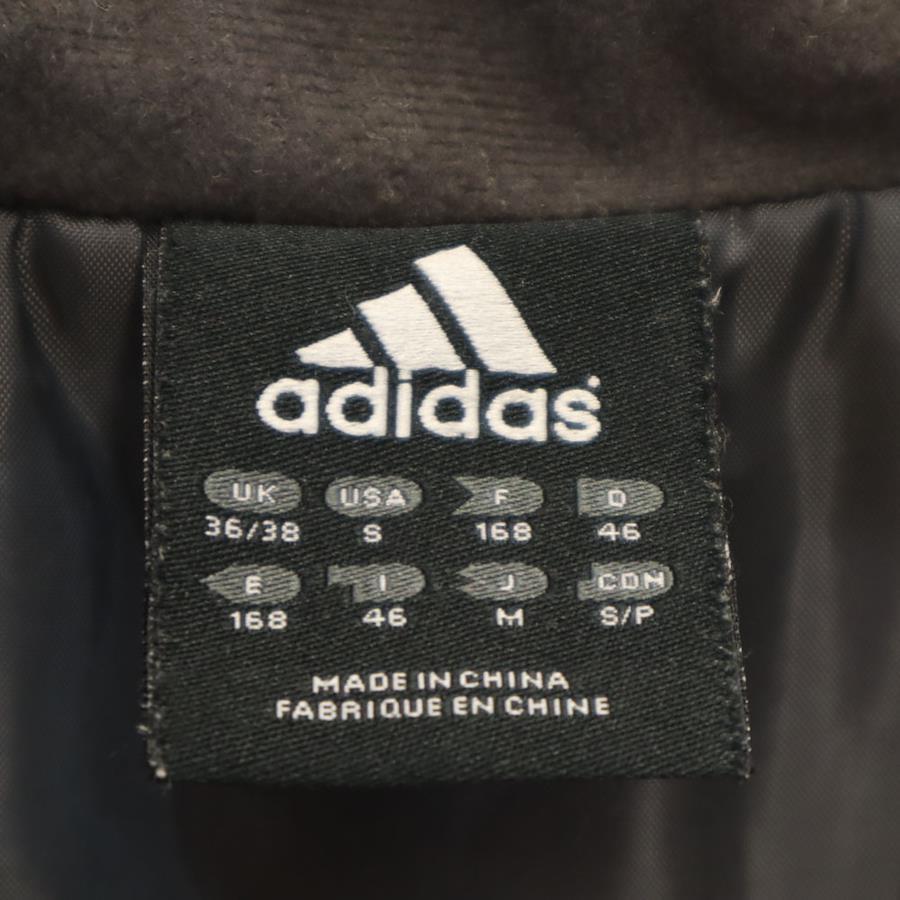 adidas
UK USA F D
36/38 S 168 46
E I J CDN
168 46 M S/P
MADE IN CHINA
FABRIQUE EN CHINE